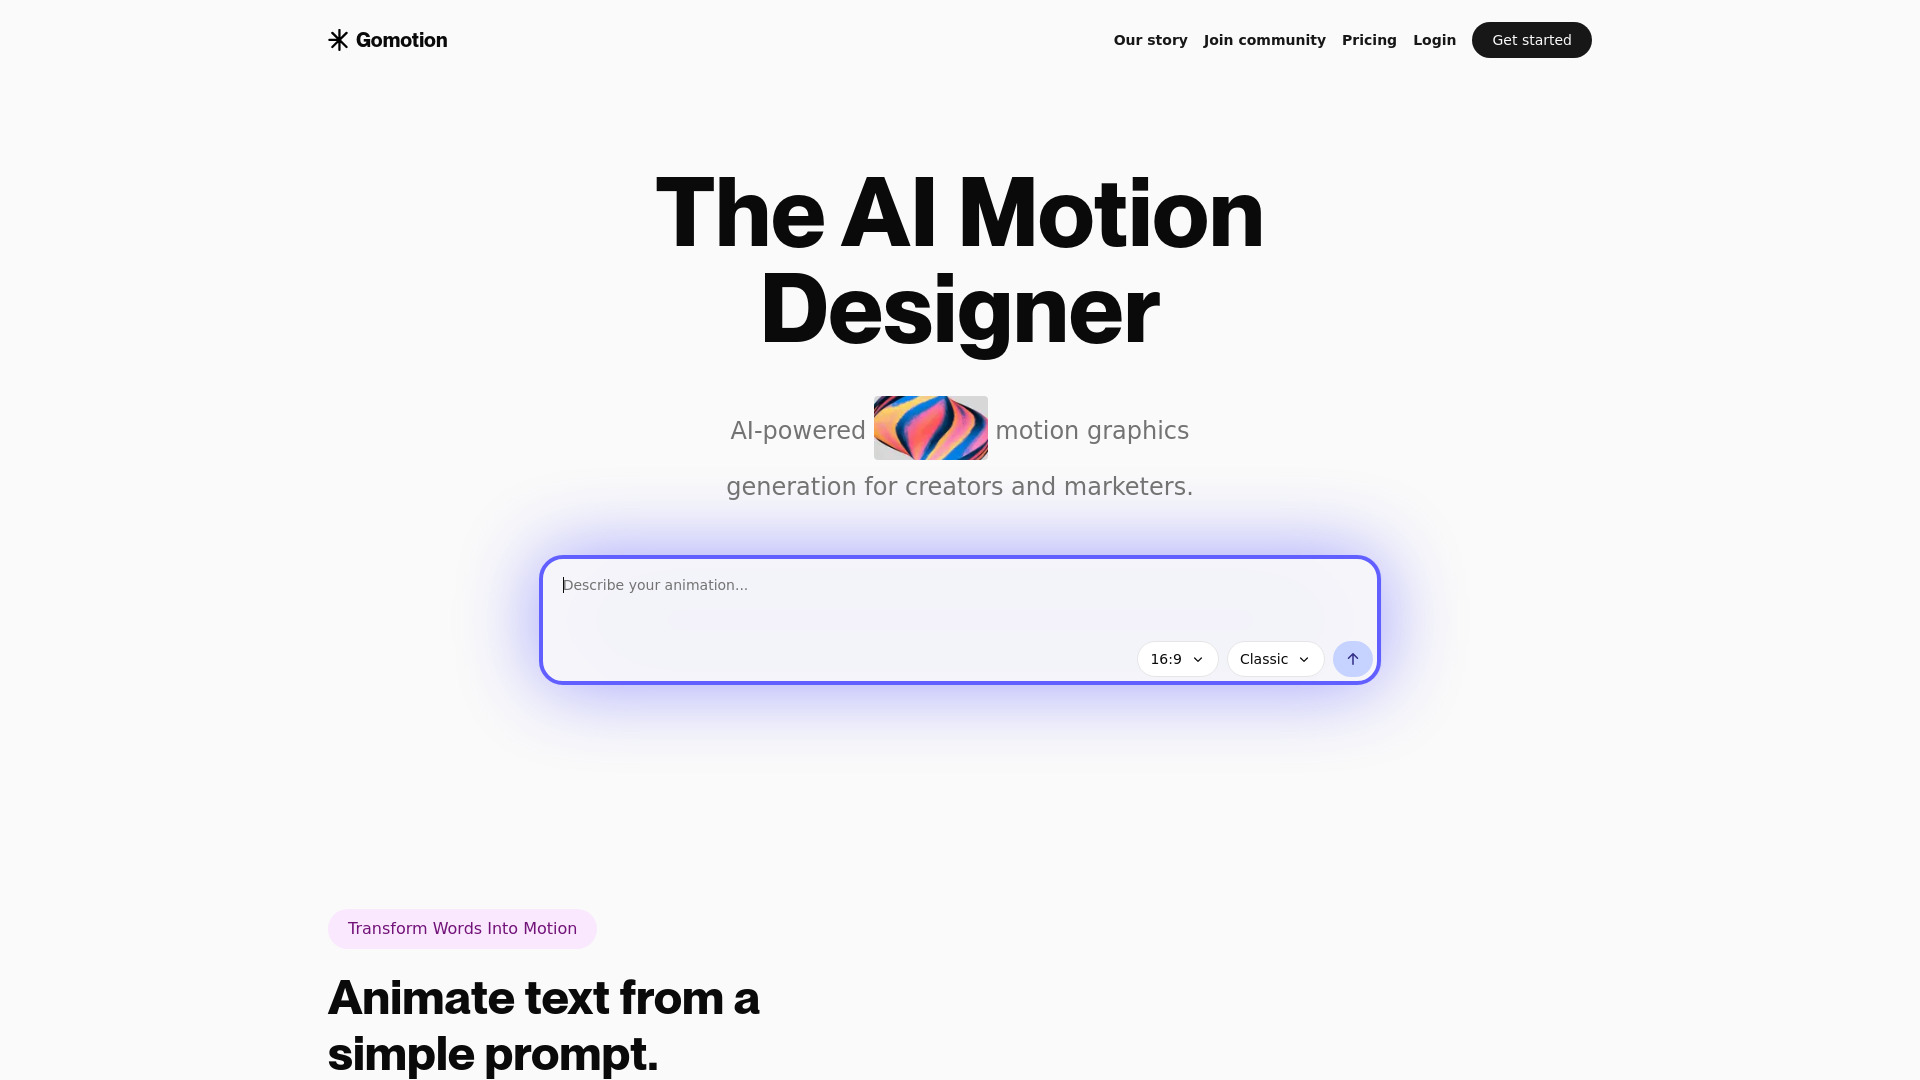 Gomotion
Our story
Join community
Pricing
Login
Get started
The AI Motion
Designer
AI-powered motion graphics
generation for creators and marketers.
Describe your animation...
16:9
Classic
Transform Words Into Motion
Animate text from a
simple prompt.